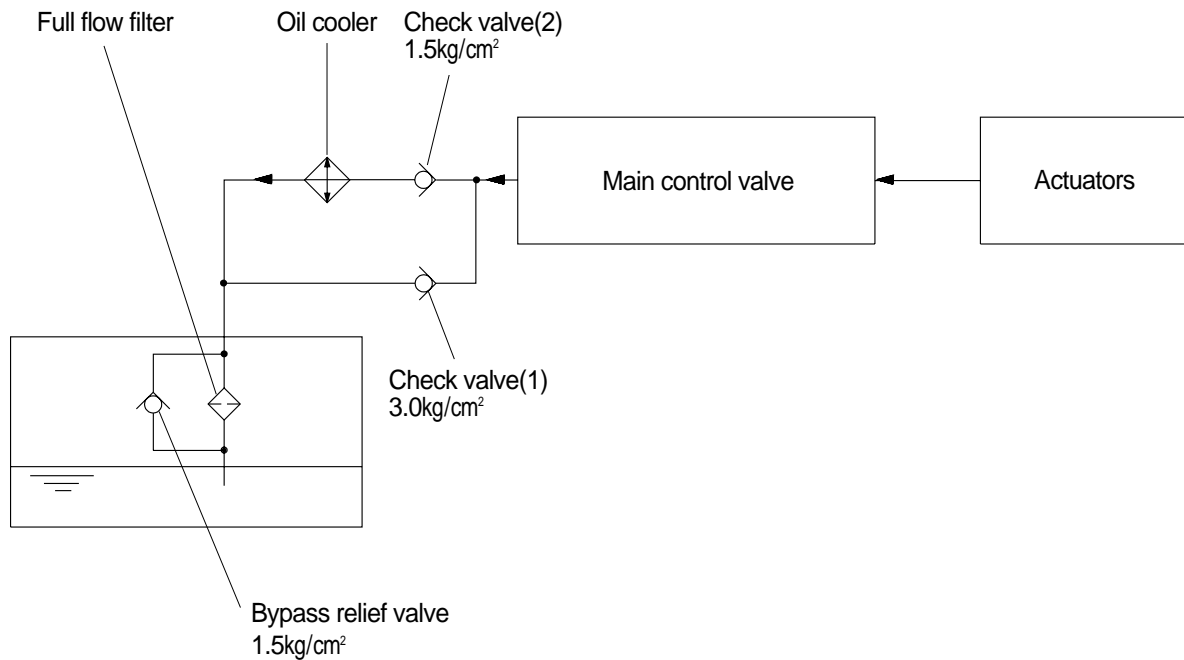 Full flow filter
Oil cooler
Check valve(2)
1.5kg/cm²
Main control valve
Actuators
Check valve(1)
3.0kg/cm²
Bypass relief valve
1.5kg/cm²